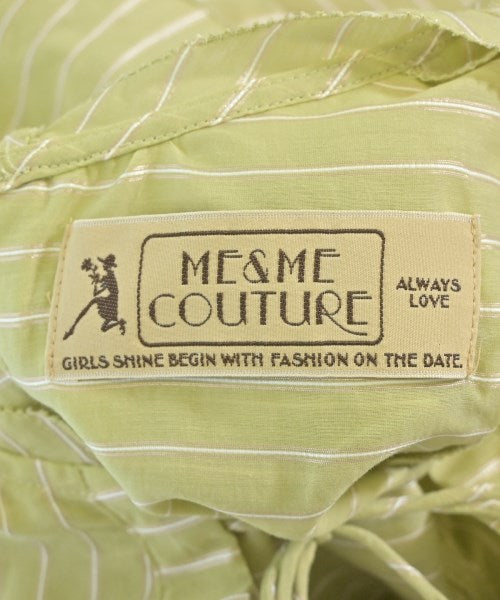 ME&ME
COUTURE
ALWAYS
LOVE
GIRLS SHINE BEGIN WITH FASHION ON THE DATE.